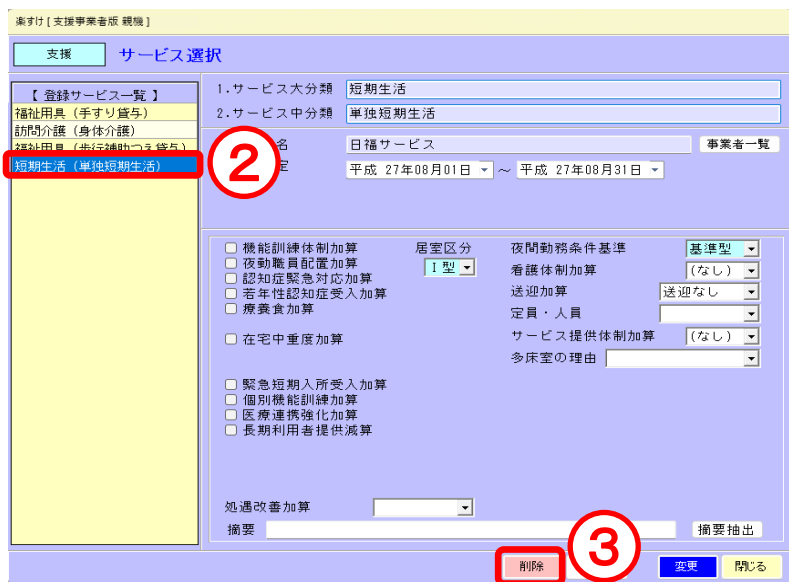 楽すけ [ 支援事業者版 親機 ]
支援 サービス選択
【 登録サービス一覧 】
福祉用具 (手すり貸与)
訪問介護 (身体介護)
福祉用具 (歩行補助つえ貸与)
短期生活 (単独短期生活)
②
1.サービス大分類 短期生活
2.サービス中分類 単独短期生活
名 日福サービス 事業者一覧
定 平成 27年08月01日 ～ 平成 27年08月31日
機能訓練体制加算
夜勤職員配置加算
認知症緊急対応加算
若年性認知症受入加算
療養食加算
在宅中重度加算
緊急短期入所受入加算
個別機能訓練加算
医療連携強化加算
長期利用者提供減算
居室区分
Ⅰ型
夜間勤務条件基準 基準型
看護体制加算 (なし)
送迎加算 送迎なし
定員・人員
サービス提供体制加算 (なし)
多床室の理由
処遇改善加算
摘要 摘要抽出
③
削除 変更 閉じる